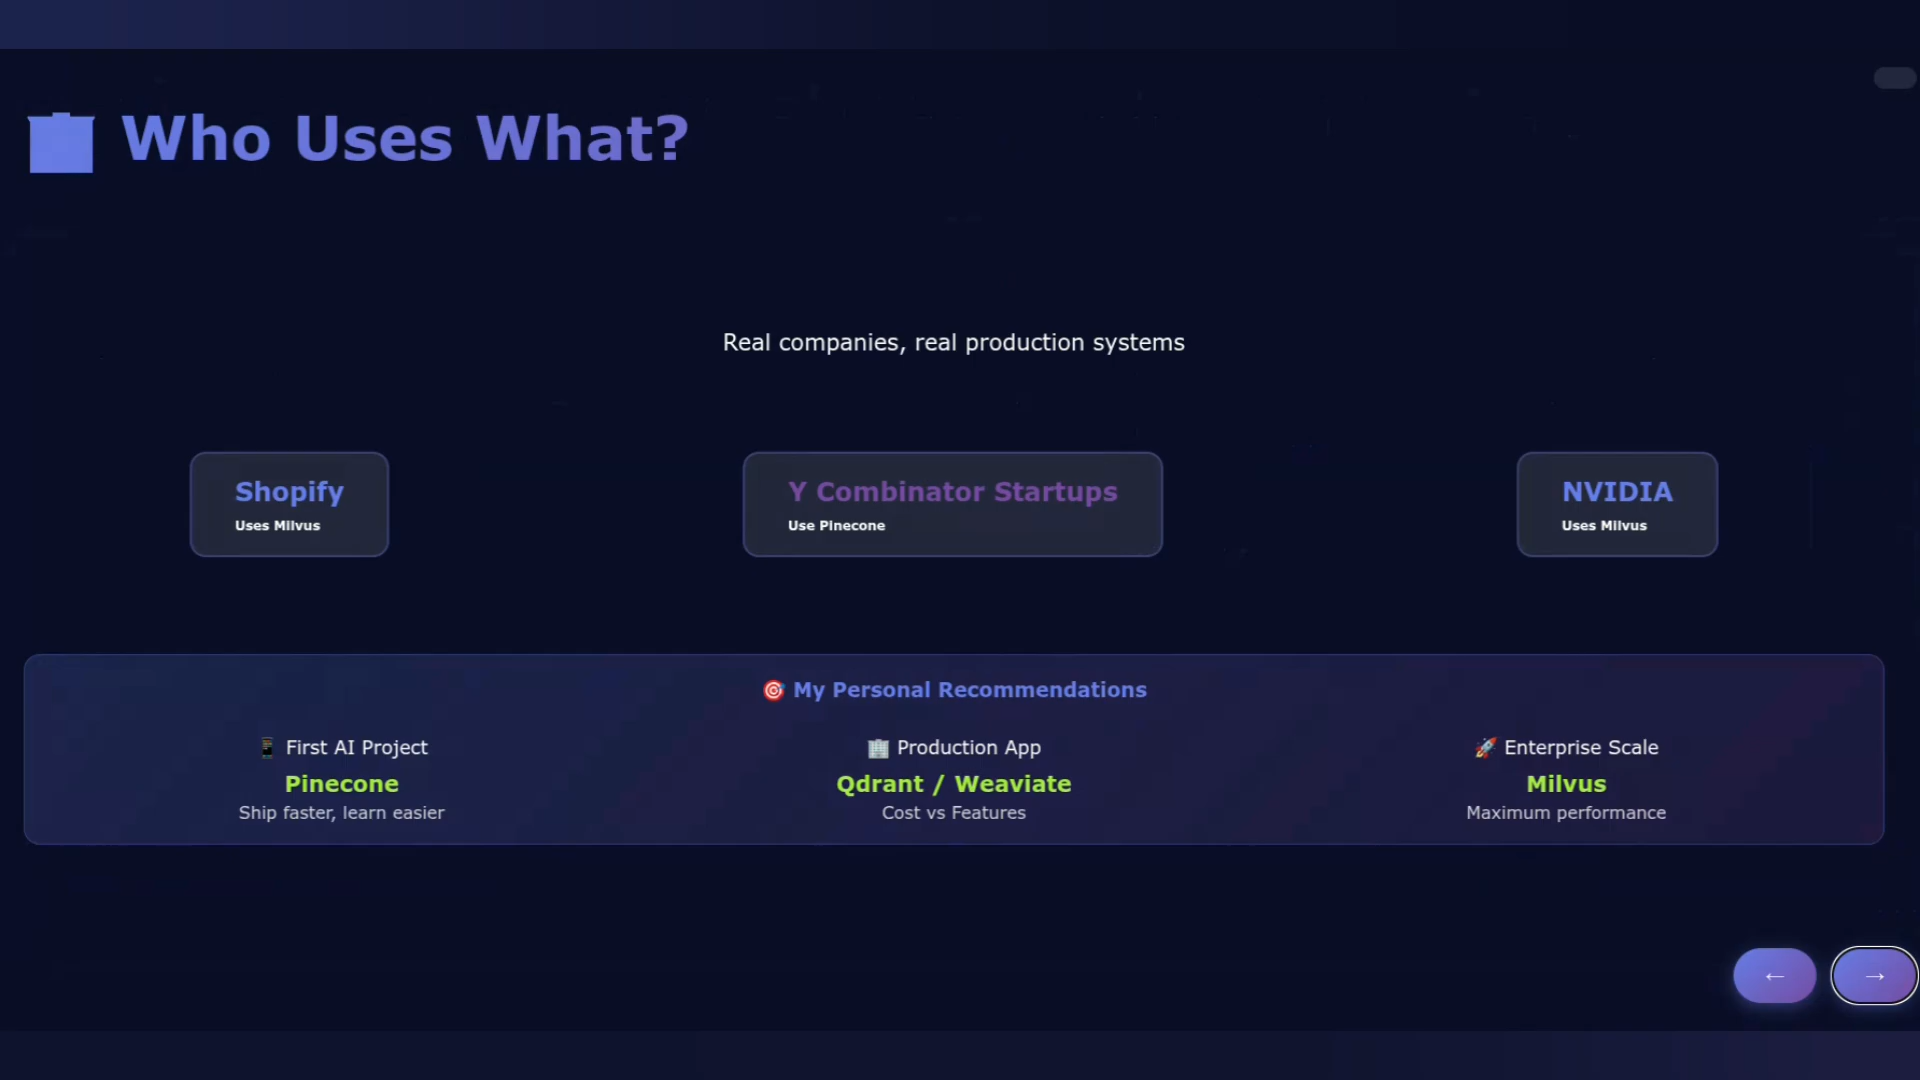 Who Uses What?
Real companies, real production systems
Shopify
Uses Milvus
Y Combinator Startups
Use Pinecone
NVIDIA
Uses Milvus
🎯 My Personal Recommendations
📱 First AI Project
Pinecone
Ship faster, learn easier
🏢 Production App
Qdrant / Weaviate
Cost vs Features
🚀 Enterprise Scale
Milvus
Maximum performance
← →